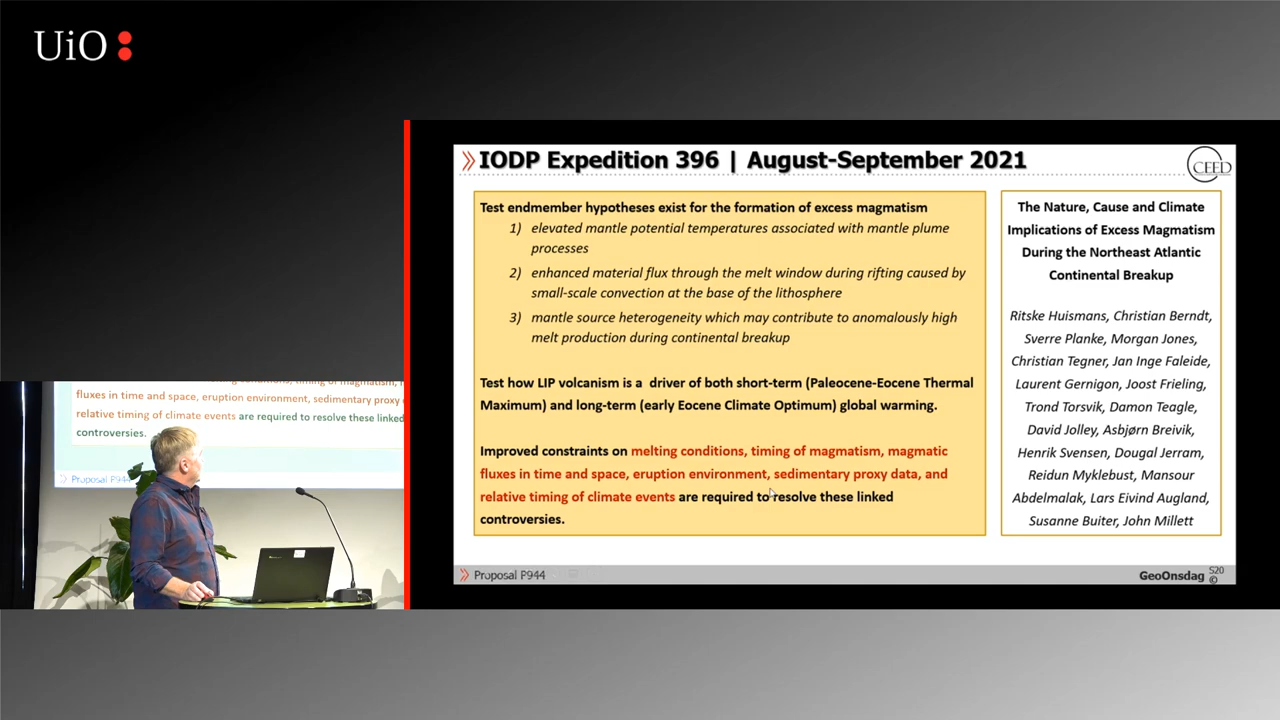 UiO:
IODP Expedition 396 | August-September 2021
CEED
Test endmember hypotheses exist for the formation of excess magmatism
1) elevated mantle potential temperatures associated with mantle plume
processes
2) enhanced material flux through the melt window during rifting caused by
small-scale convection at the base of the lithosphere
3) mantle source heterogeneity which may contribute to anomalously high
melt production during continental breakup
Test how LIP volcanism is a driver of both short-term (Paleocene-Eocene Thermal
Maximum) and long-term (early Eocene Climate Optimum) global warming.
Improved constraints on melting conditions, timing of magmatism, magmatic
fluxes in time and space, eruption environment, sedimentary proxy data, and
relative timing of climate events are required to resolve these linked
controversies.
The Nature, Cause and Climate
Implications of Excess Magmatism
During the Northeast Atlantic
Continental Breakup
Ritske Huismans, Christian Berndt,
Sverre Planke, Morgan Jones,
Christian Tegner, Jan Inge Faleide,
Laurent Gernigon, Joost Frieling,
Trond Torsvik, Damon Teagle,
David Jolley, Asbjørn Breivik,
Henrik Svensen, Dougal Jerram,
Reidun Myklebust, Mansour
Abdelmalak, Lars Eivind Augland,
Susanne Buiter, John Millett
Proposal P944
GeoOnsdag
S20
©
fluxes in time and space, eruption environment, sedimentary proxy
relative timing of climate events are required to resolve these linked
controversies.
Proposal P944